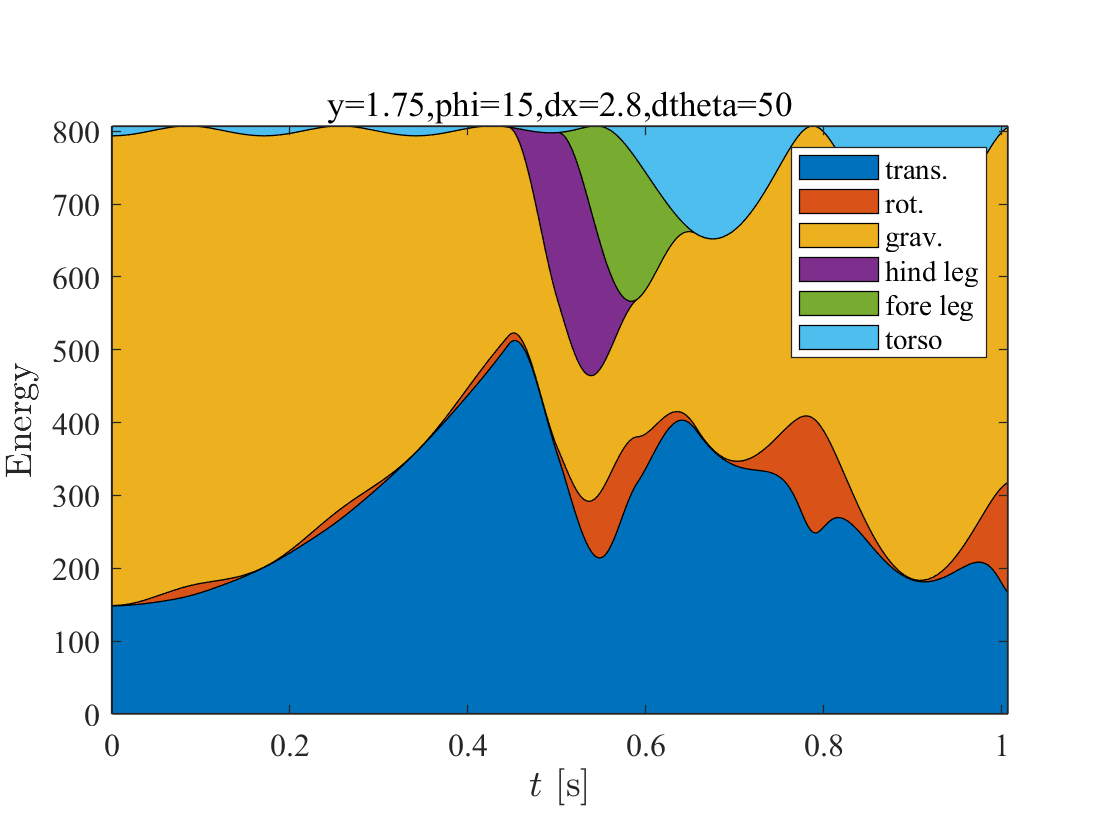 y=1.75,phi=15,dx=2.8,dtheta=50
800
700
600
500
400
300
200
100
0
Energy
trans.
rot.
grav.
hind leg
fore leg
torso
0 0.2 0.4 0.6 0.8 1
t [s]